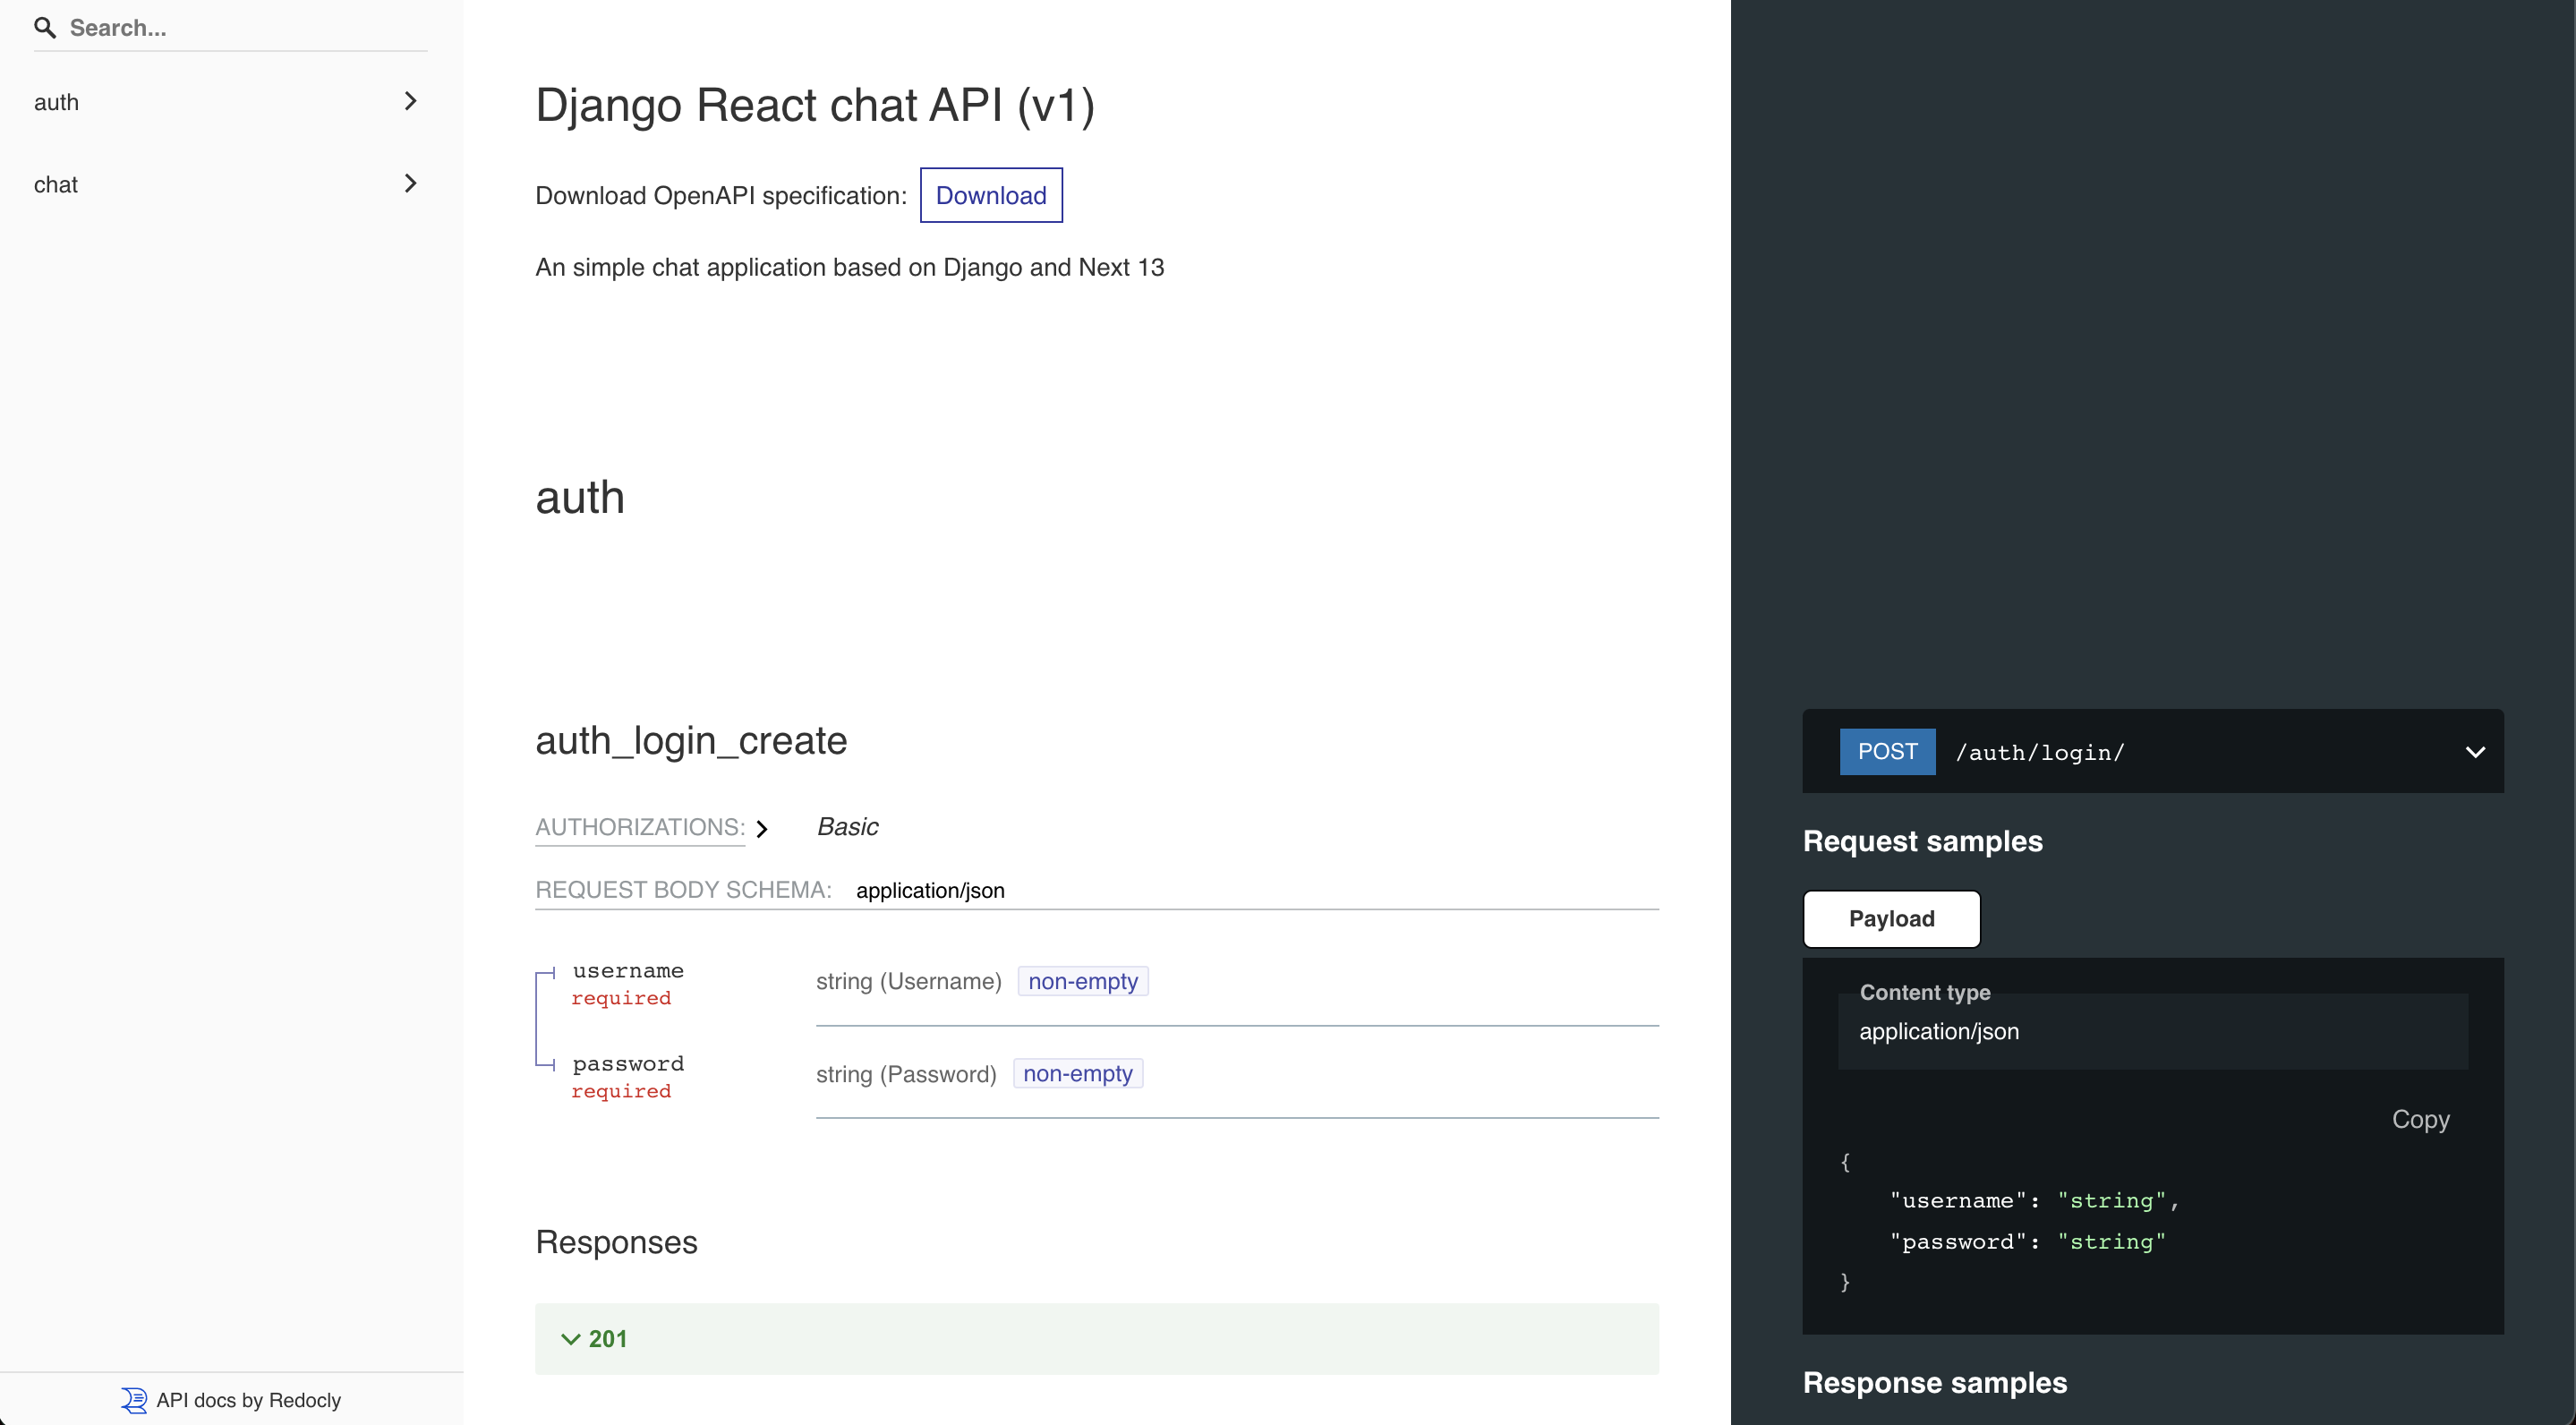 Search...
auth
chat
API docs by Redocly
Django React chat API (v1)
Download OpenAPI specification: Download
An simple chat application based on Django and Next 13
auth
auth_login_create
AUTHORIZATIONS: Basic
REQUEST BODY SCHEMA: application/json
username
required
string (Username) non-empty
password
required
string (Password) non-empty
Responses
201
POST /auth/login/
Request samples
Payload
Content type
application/json
Copy
{
"username": "string",
"password": "string"
}
Response samples